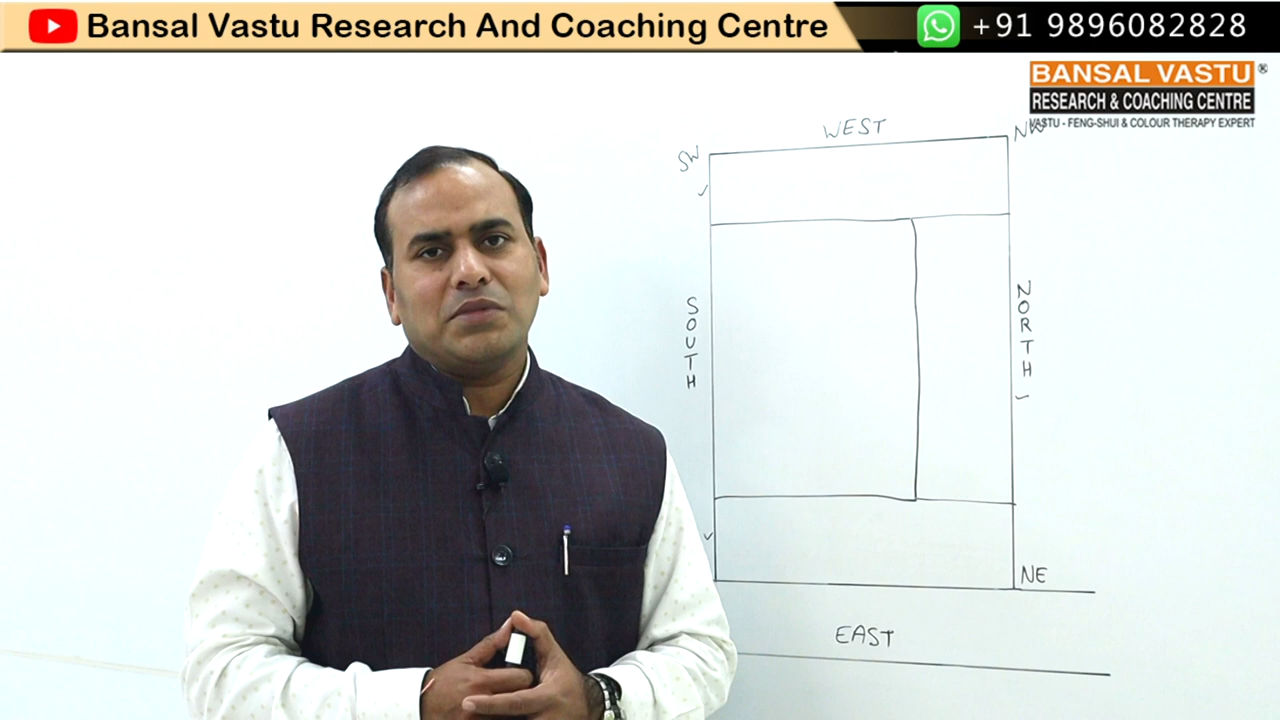 Bansal Vastu Research And Coaching Centre
+91 9896082828
BANSAL VASTU ®
RESEARCH & COACHING CENTRE
VASTU - FENG-SHUI & COLOUR THERAPY EXPERT
WEST
SW
NW
SOUTH
NORTH
NE
EAST